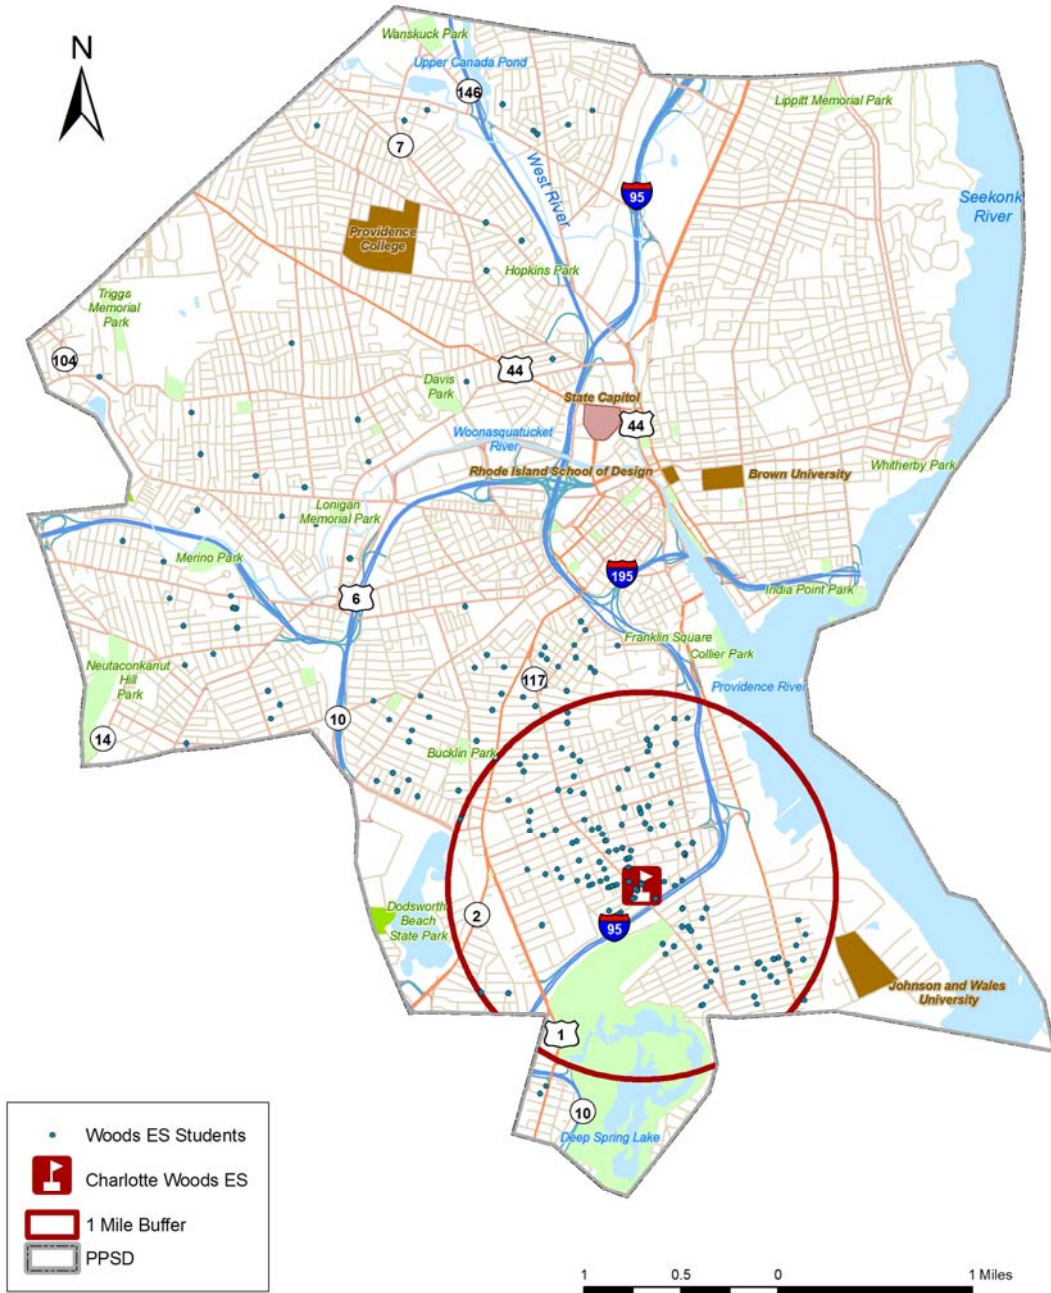 Wanskuck Park
N
Upper Canada Pond
146
Lippitt Memorial Park
7
West River
95
Seekonk
River
Providence
College
Hopkins Park
Triggs
Memorial
Park
104
44
Davis
Park
State Capitol
44
Woonasquatucket
River
Rhode Island School of Design
Brown University
Whitherby Park
Lonigan
Memorial Park
Merino Park
195
6
India Point Park
Franklin Square
Collier Park
Neutaconkanut
Hill
Park
117
Providence River
10
14
Bucklin Park
Dodsworth
Beach
State Park
2
95
Johnson and Wales
University
1
10
Deep Spring Lake
Woods ES Students
Charlotte Woods ES
1 Mile Buffer
PPSD
1 0.5 0 1 Miles